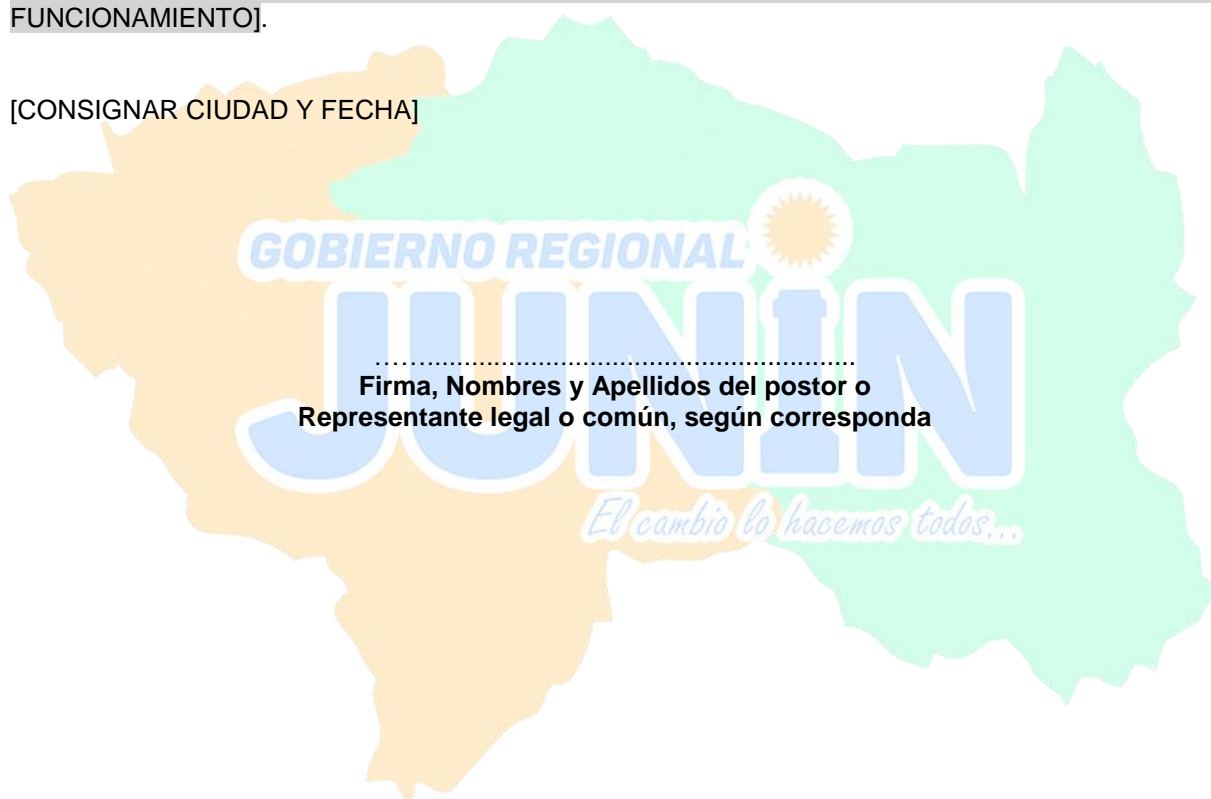 FUNCIONAMIENTO].
[CONSIGNAR CIUDAD Y FECHA]
GOBIERNO REGIONAL
JUNÍN
…...........................................................
Firma, Nombres y Apellidos del postor o
Representante legal o común, según corresponda
El cambio lo hacemos todos...